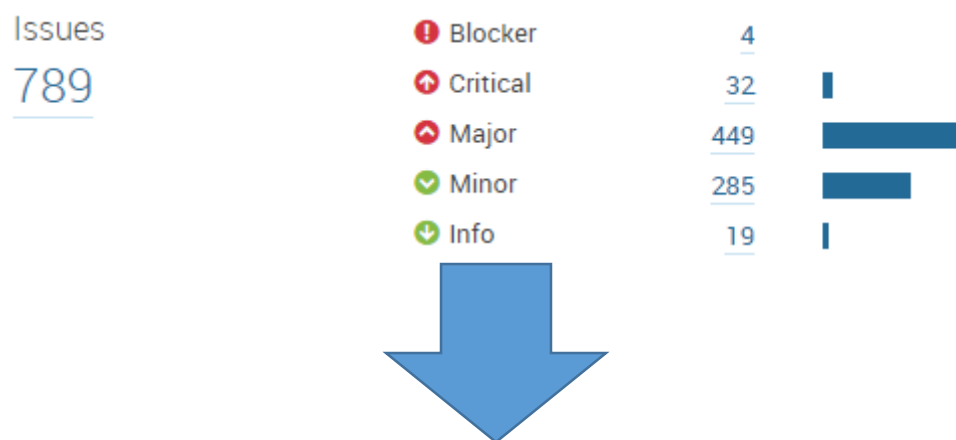 Issues
789
Blocker 4
Critical 32
Major 449
Minor 285
Info 19